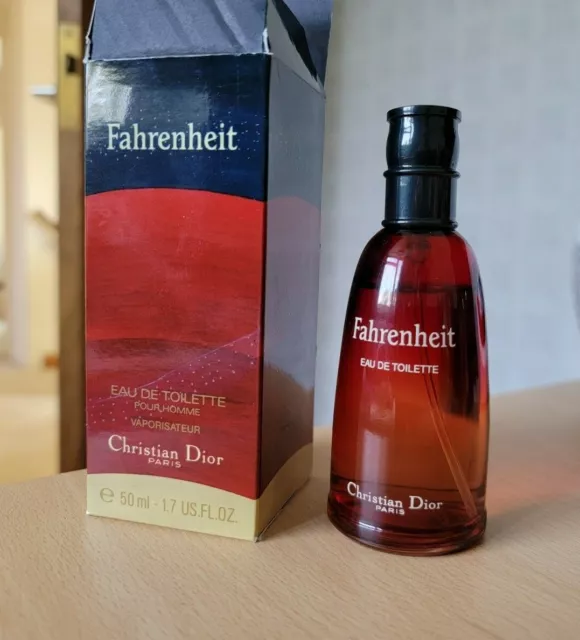 Fahrenheit
EAU DE TOILETTE
POUR HOMME
VAPORISATEUR
Christian Dior
PARIS
e 50 ml - 1.7 US.FL.OZ.
Fahrenheit
EAU DE TOILETTE
Christian Dior
PARIS